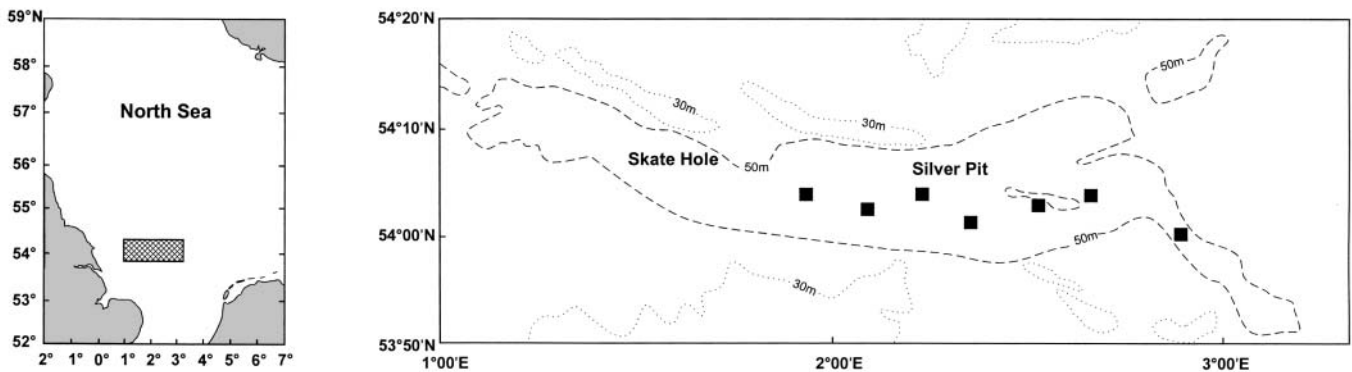 59°N
58°
57°
56°
55°
54°
53°
52°
2° 1° 0° 1° 2° 3° 4° 5° 6° 7°
North Sea
54°20'N
54°10'N
54°00'N
53°50'N
1°00'E 2°00'E 3°00'E
50m
30m
30m
Skate Hole
50m
Silver Pit
50m
30m